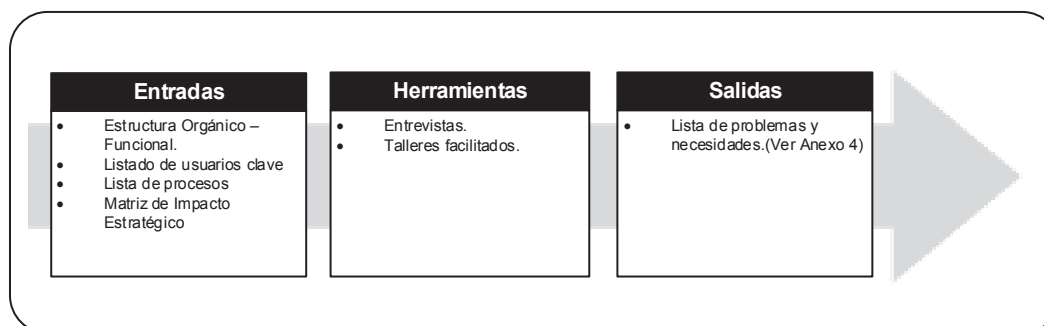 Entradas
• Estructura Orgánico –
Funcional.
• Listado de usuarios clave
• Lista de procesos
• Matriz de Impacto
Estratégico
Herramientas
• Entrevistas.
• Talleres facilitados.
Salidas
• Lista de problemas y
necesidades.(Ver Anexo 4)